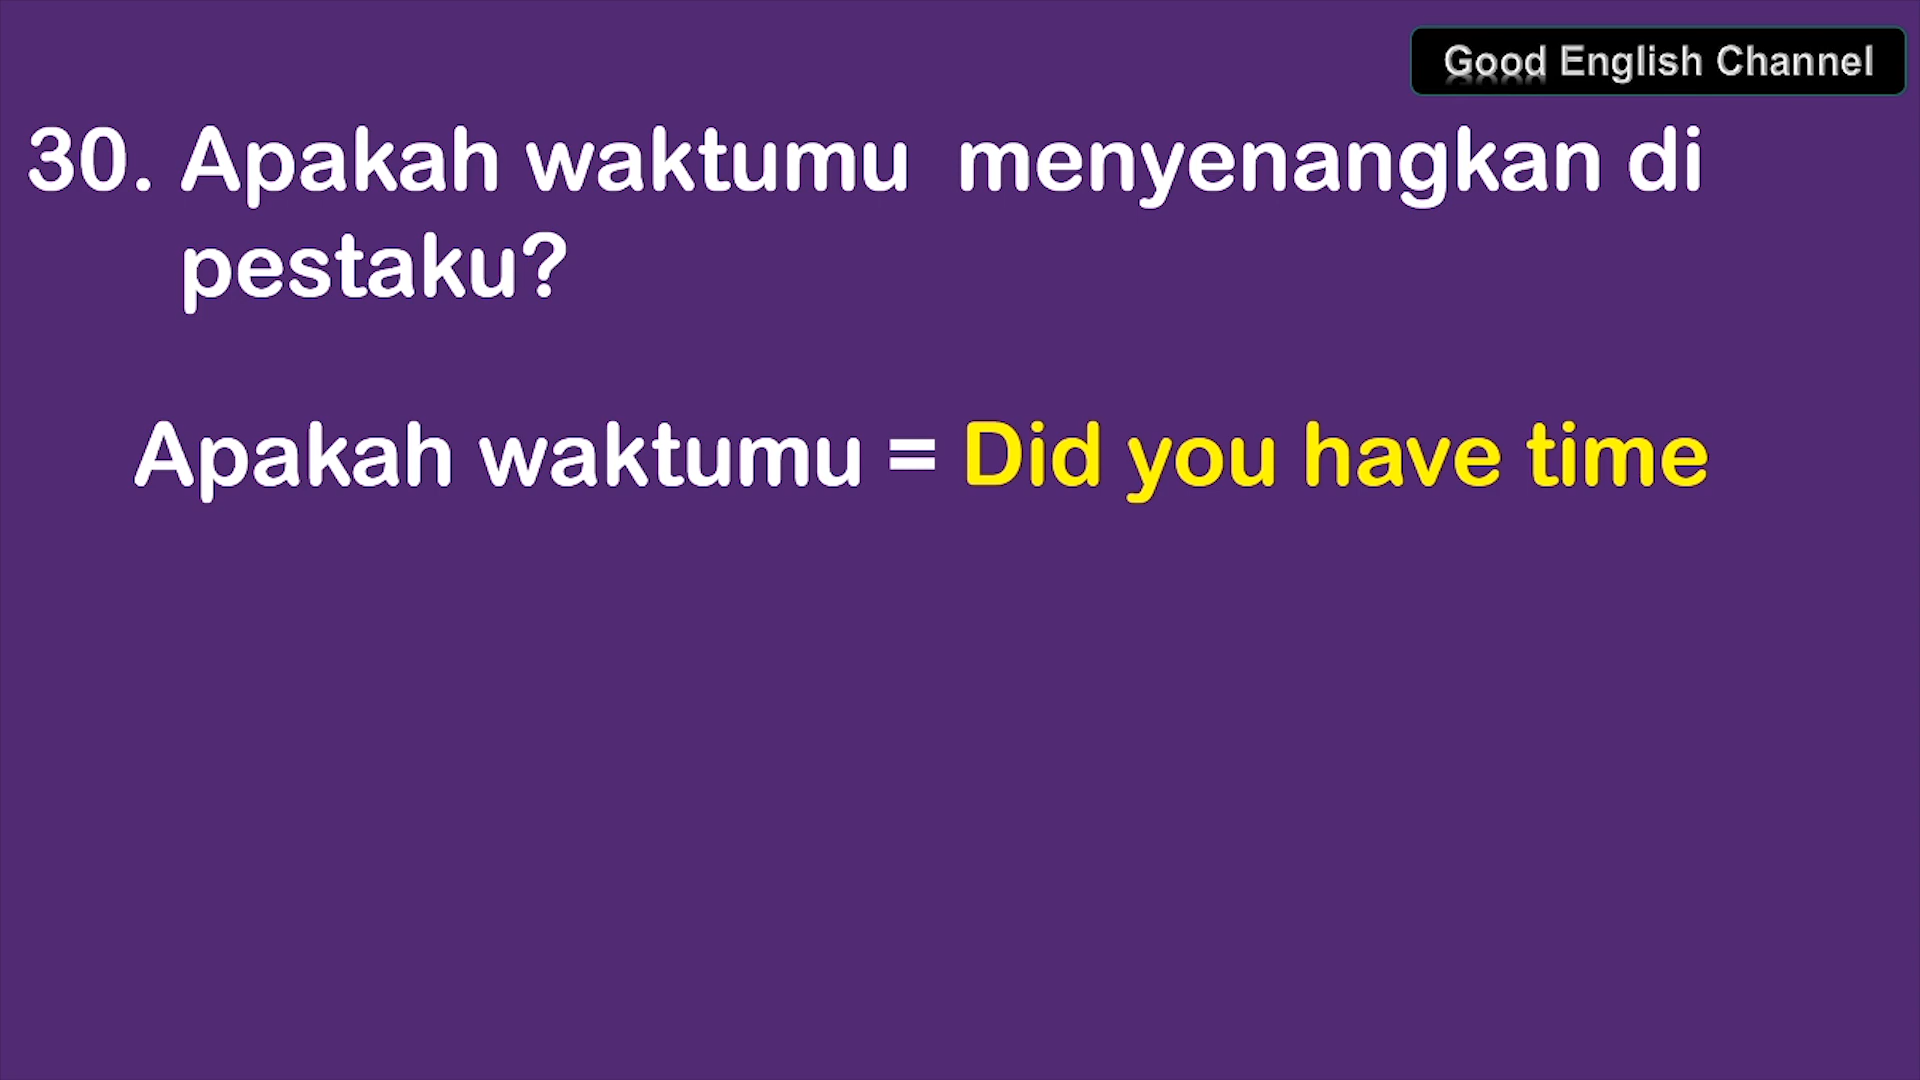 Good English Channel
30. Apakah waktumu menyenangkan di
pestaku?
Apakah waktumu = Did you have time